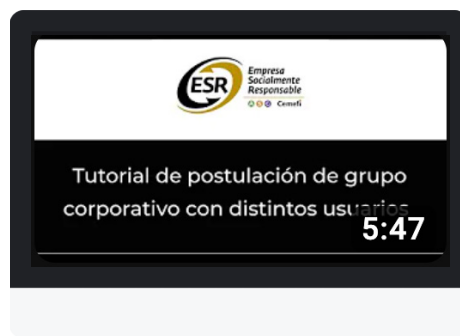 ESR
Empresa
Socialmente
Responsable
Cemefi
Tutorial de postulación de grupo
corporativo con distintos usuarios
5:47